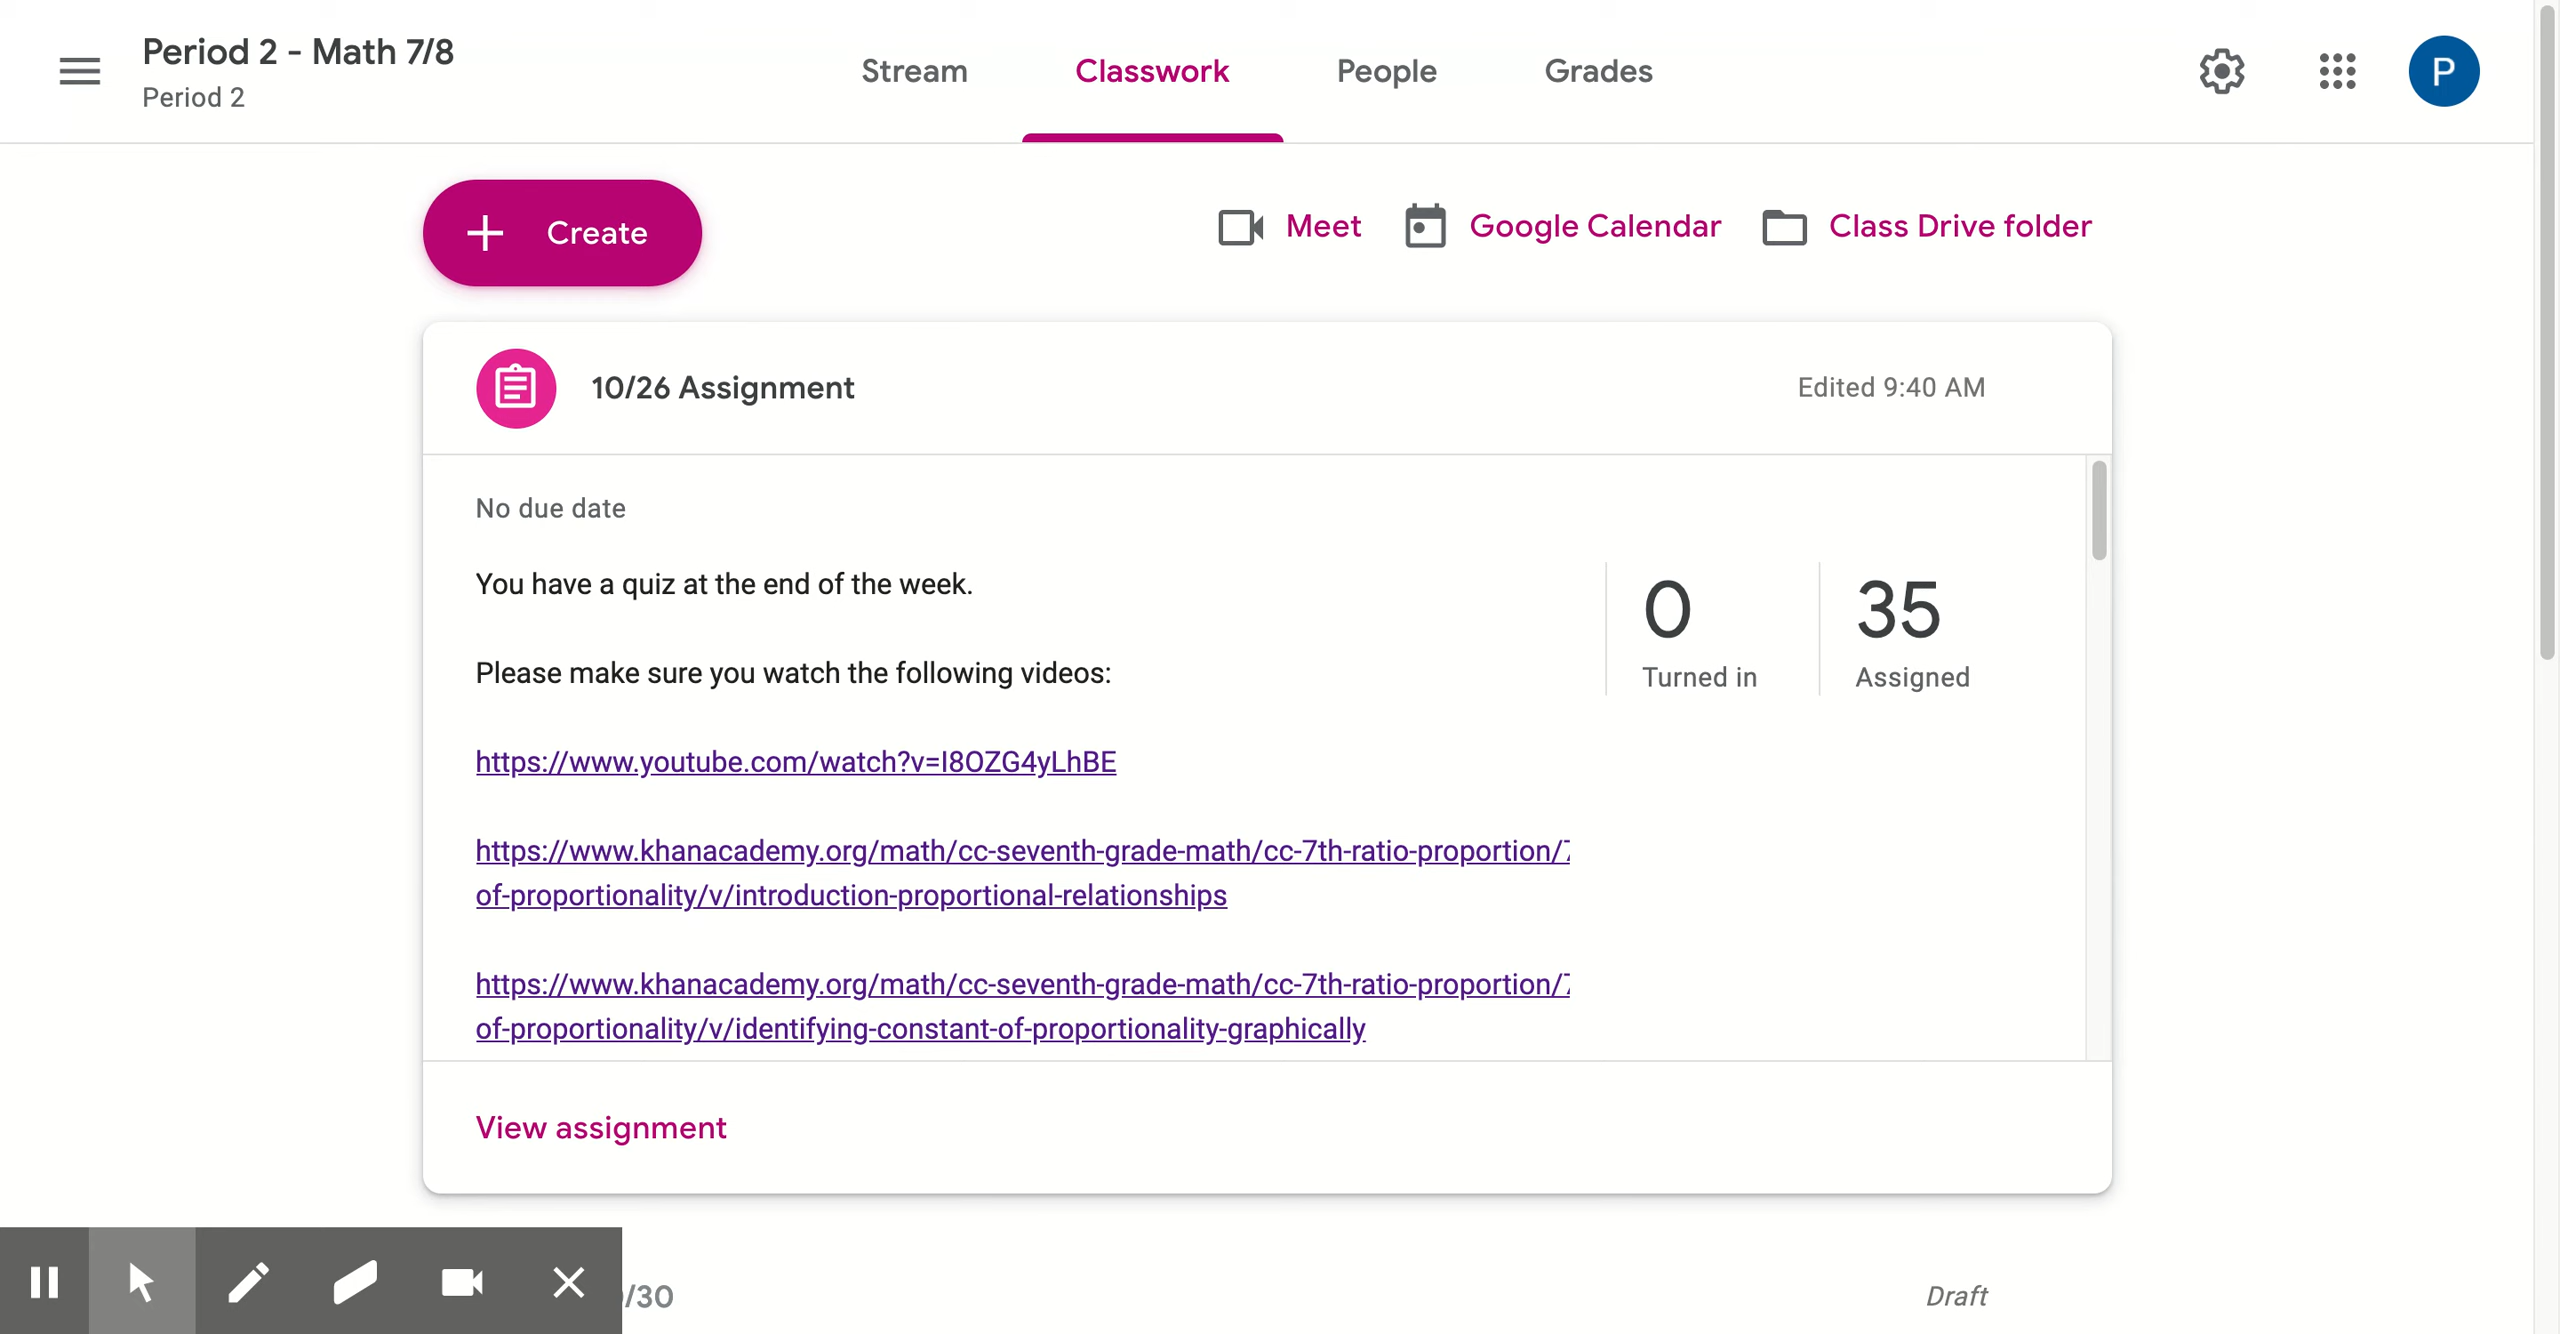 Period 2 - Math 7/8
Period 2
Stream
Classwork
People
Grades
P
Create
Meet
Google Calendar
Class Drive folder
10/26 Assignment
Edited 9:40 AM
No due date
You have a quiz at the end of the week.
Please make sure you watch the following videos:
0
Turned in
35
Assigned
https://www.youtube.com/watch?v=I8OZG4yLhBE
https://www.khanacademy.org/math/cc-seventh-grade-math/cc-7th-ratio-proportion/7
of-proportionality/v/introduction-proportional-relationships
https://www.khanacademy.org/math/cc-seventh-grade-math/cc-7th-ratio-proportion/7
of-proportionality/v/identifying-constant-of-proportionality-graphically
View assignment
/30
Draft